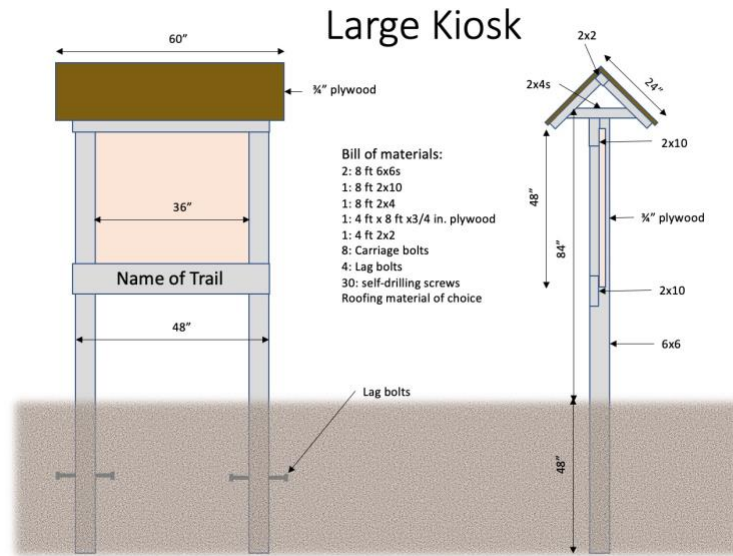 Large Kiosk
60”
¾” plywood
36”
Name of Trail
48”
Bill of materials:
2: 8 ft 6x6s
1: 8 ft 2x10
1: 8 ft 2x4
1: 4 ft x 8 ft x3/4 in. plywood
1: 4 ft 2x2
8: Carriage bolts
4: Lag bolts
30: self-drilling screws
Roofing material of choice
Lag bolts
2x2
24”
2x4s
2x10
48”
84”
¾” plywood
2x10
6x6
48”